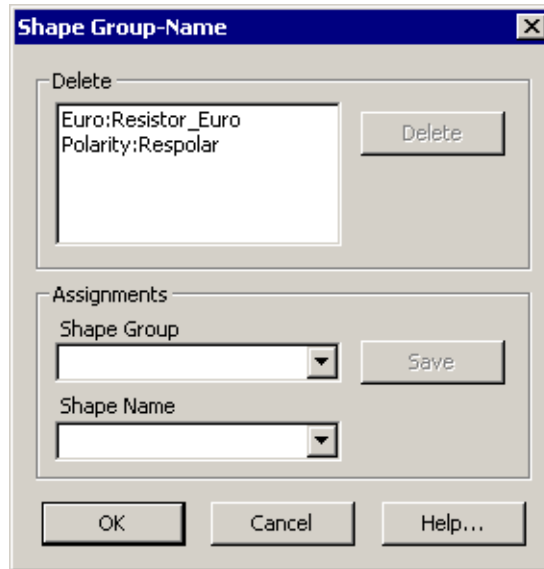 Shape Group-Name
Delete
Euro:Resistor_Euro
Polarity:Respolar
Delete
Assignments
Shape Group
Save
Shape Name
OK
Cancel
Help...